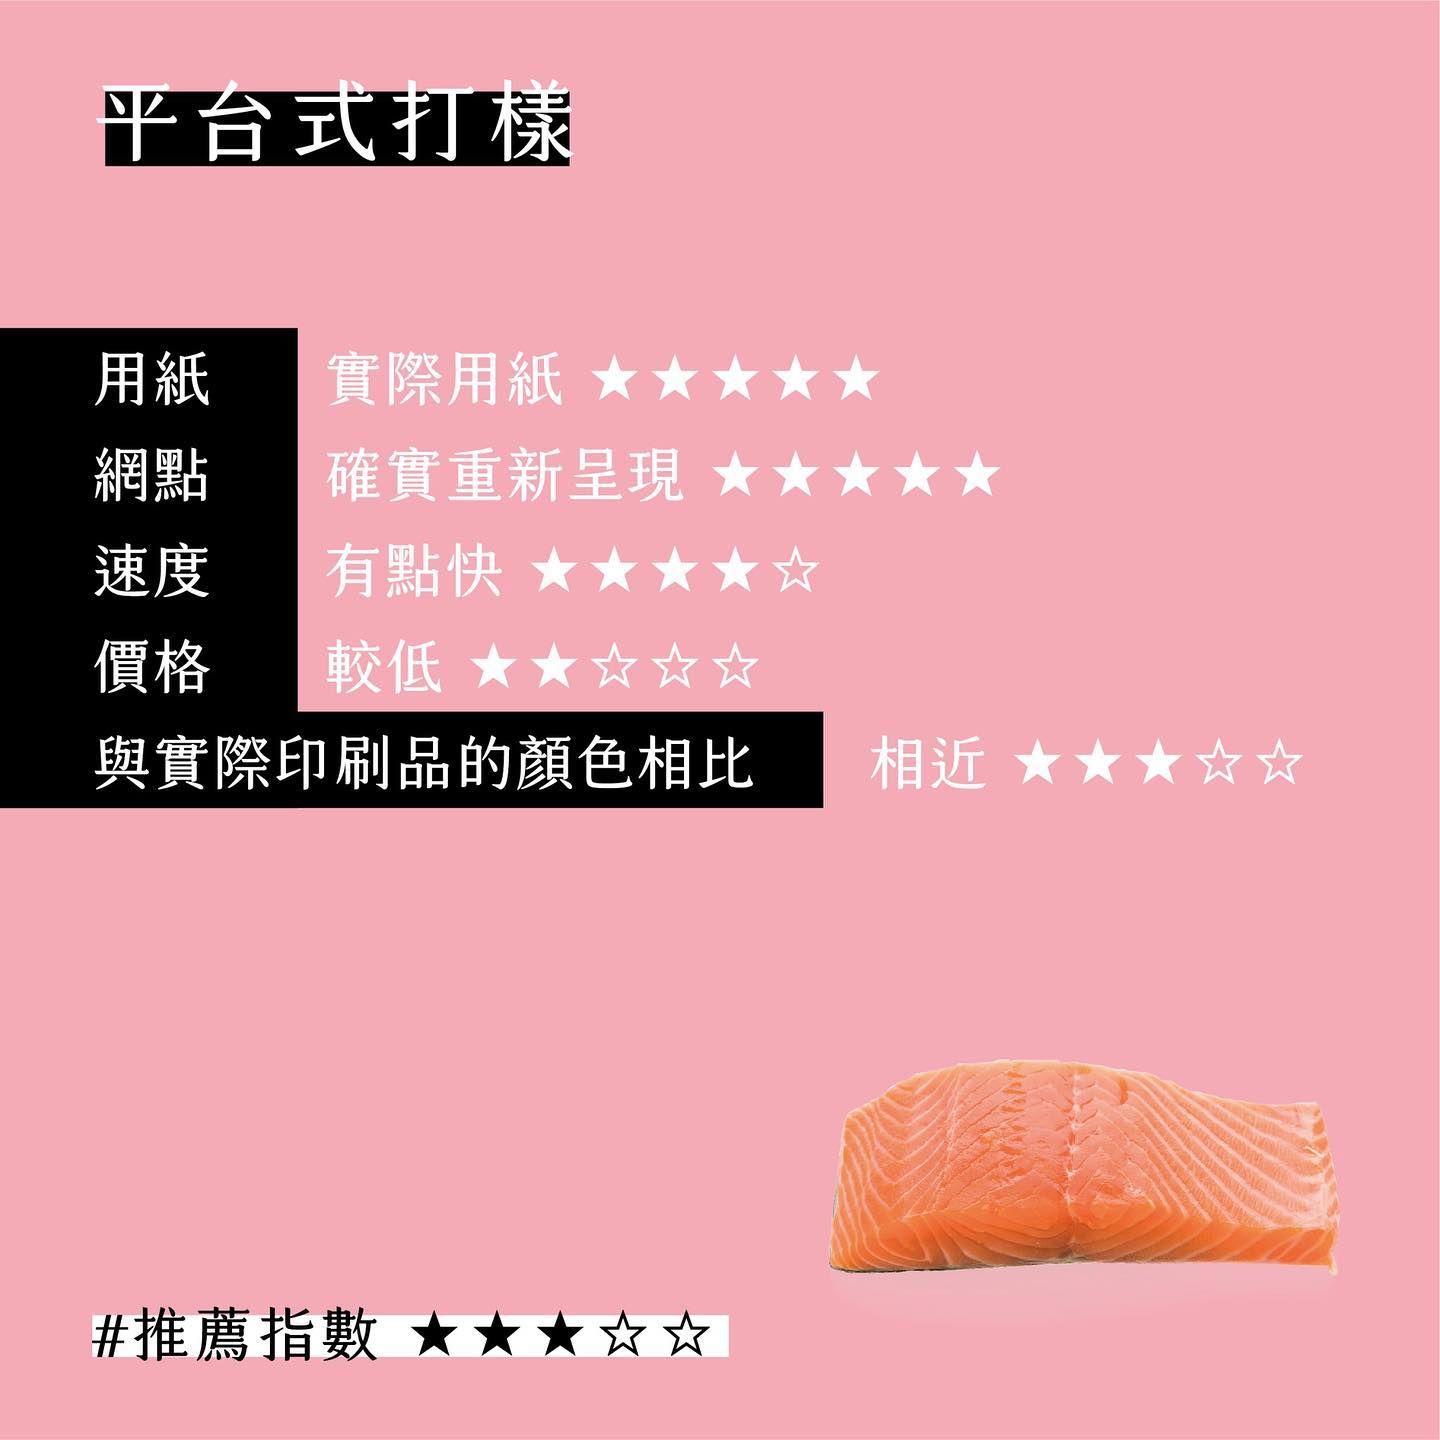 平台式打樣
用紙 實際用紙 ★★★★★
網點 確實重新呈現 ★★★★★
速度 有點快 ★★★★☆
價格 較低 ★★☆☆☆
與實際印刷品的顏色相比 相近 ★★★☆☆
#推薦指數 ★★★☆☆